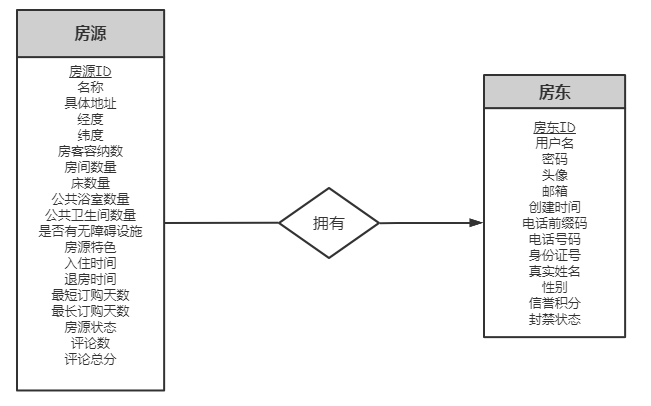 房源
房源ID
名称
具体地址
经度
纬度
房客容纳数
房间数量
床数量
公共浴室数量
公共卫生间数量
是否有无障碍设施
房源特色
入住时间
退房时间
最短订购天数
最长订购天数
房源状态
评论数
评论总分
拥有
房东
房东ID
用户名
密码
头像
邮箱
创建时间
电话前缀码
电话号码
身份证号
真实姓名
性别
信誉积分
封禁状态